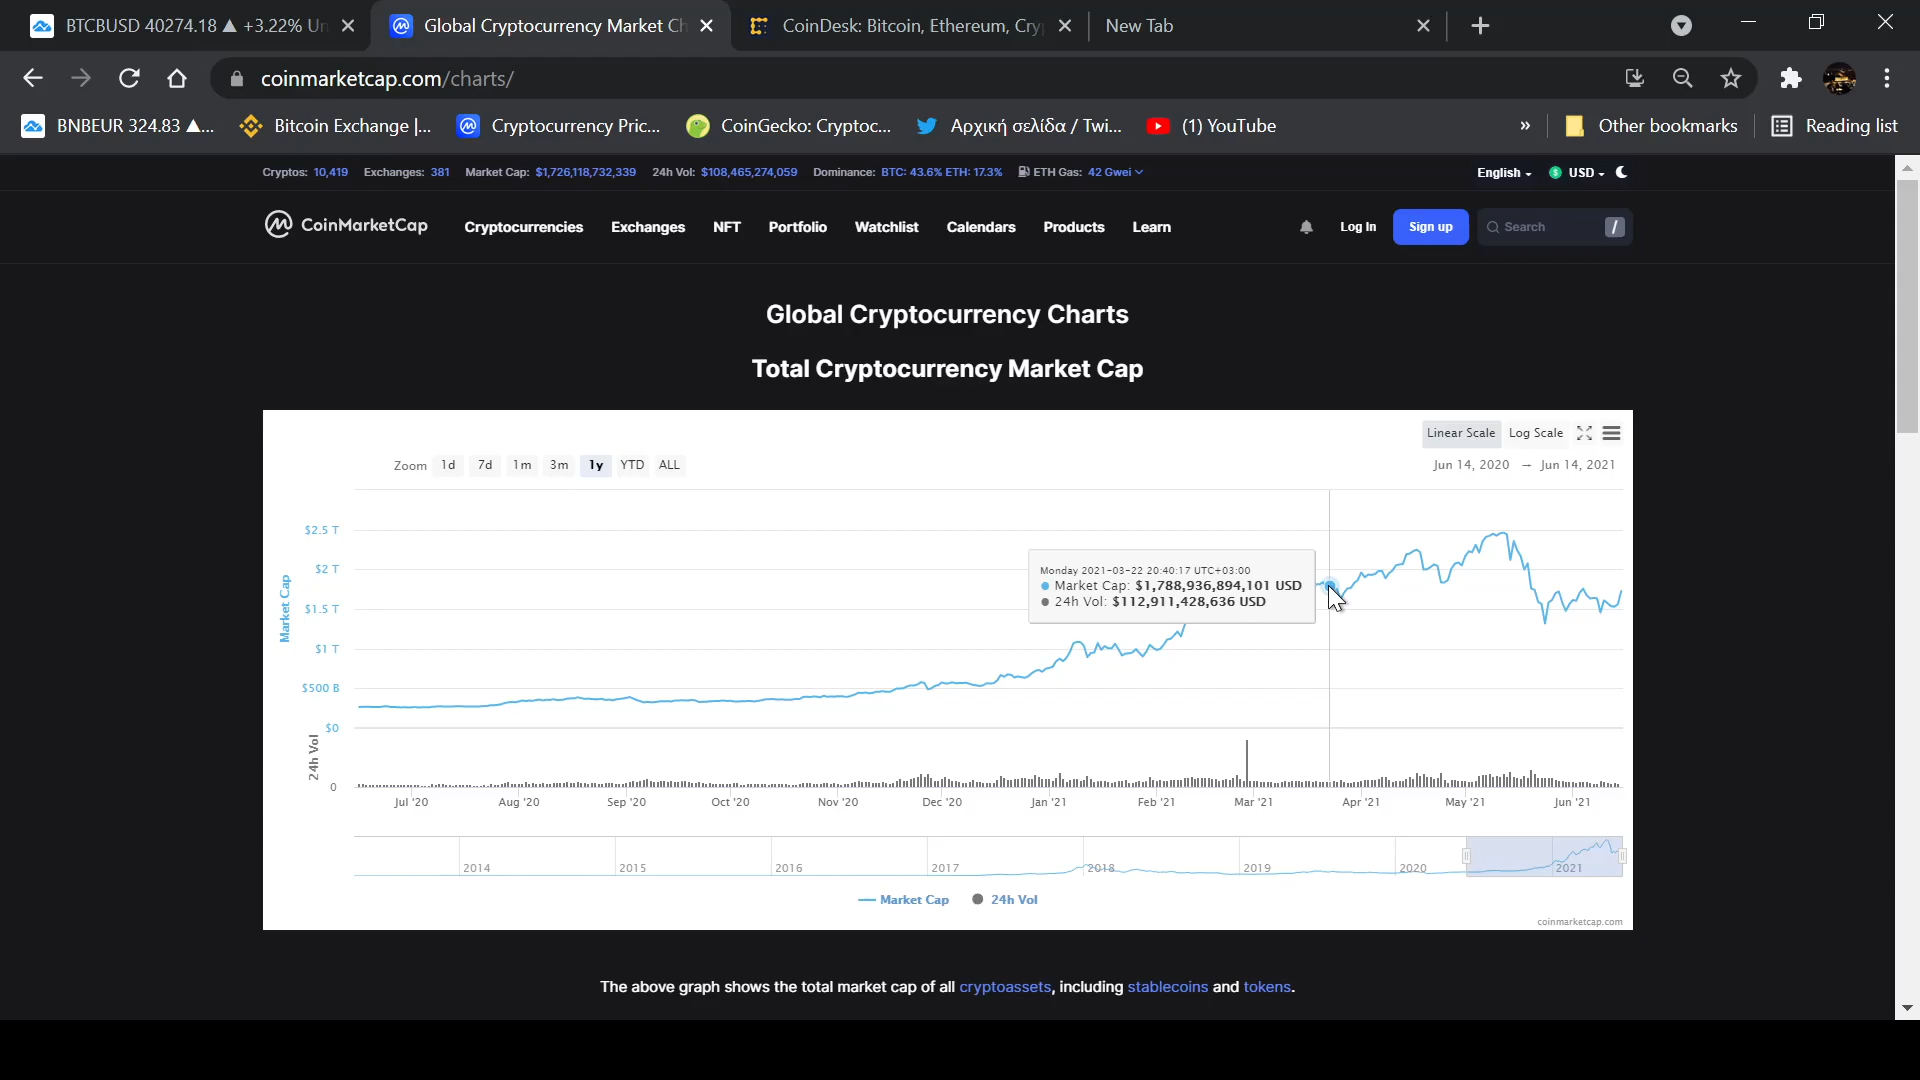 BTCBUSD 40274.18 ▲ +3.22% Un
Global Cryptocurrency Market Ch
CoinDesk: Bitcoin, Ethereum, Cry
New Tab
coinmarketcap.com/charts/
BNBEUR 324.83 ▲...
Bitcoin Exchange |...
Cryptocurrency Pric...
CoinGecko: Cryptoc...
Αρχική σελίδα / Twi...
(1) YouTube
»
Other bookmarks
Reading list
Cryptos: 10,419 Exchanges: 381 Market Cap: $1,726,118,732,339 24h Vol: $108,465,274,059 Dominance: BTC: 43.6% ETH: 17.3% ETH Gas: 42 Gwei
English
USD
CoinMarketCap
Cryptocurrencies
Exchanges
NFT
Portfolio
Watchlist
Calendars
Products
Learn
Log In
Sign up
Search
/
Global Cryptocurrency Charts
Total Cryptocurrency Market Cap
Linear Scale
Log Scale
Zoom 1d 7d 1m 3m 1y YTD ALL
Jun 14, 2020 → Jun 14, 2021
$2.5 T
$2 T
$1.5 T
$1 T
$500 B
$0
Market Cap
24h Vol
0
Monday 2021-03-22 20:40:17 UTC+03:00
Market Cap: $1,788,936,894,101 USD
24h Vol: $112,911,428,636 USD
Jul '20 Aug '20 Sep '20 Oct '20 Nov '20 Dec '20 Jan '21 Feb '21 Mar '21 Apr '21 May '21 Jun '21
2014 2015 2016 2017 2018 2019 2020 2021
Market Cap 24h Vol
coinmarketcap.com
The above graph shows the total market cap of all cryptoassets, including stablecoins and tokens.